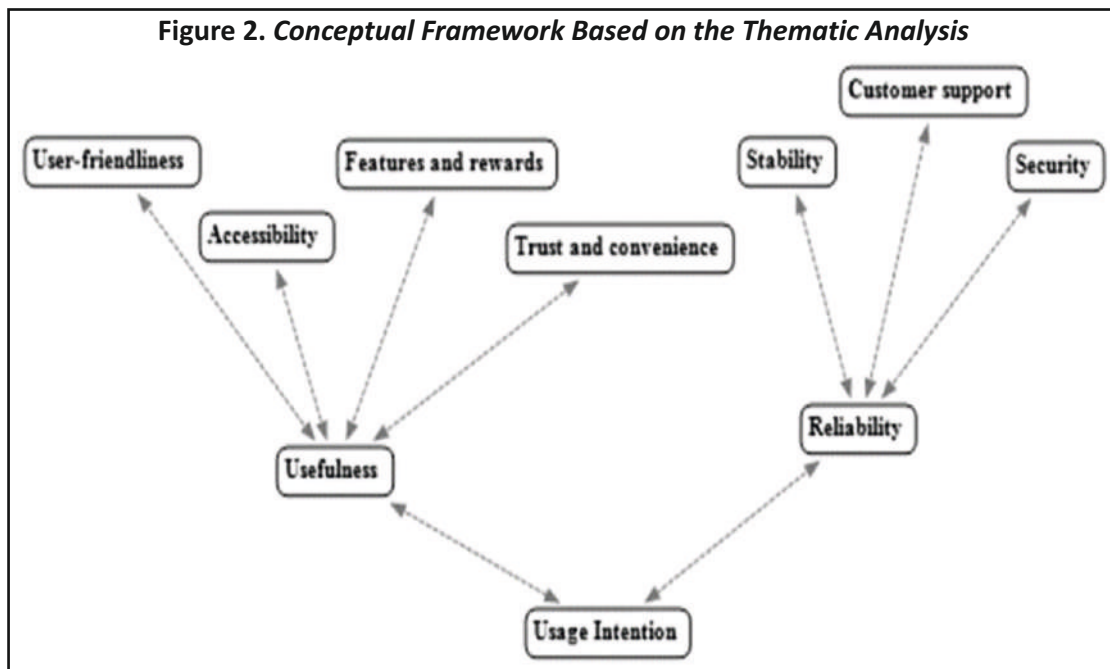 Figure 2. Conceptual Framework Based on the Thematic Analysis
Customer support
User-friendliness
Features and rewards
Stability
Security
Accessibility
Trust and convenience
Reliability
Usefulness
Usage Intention